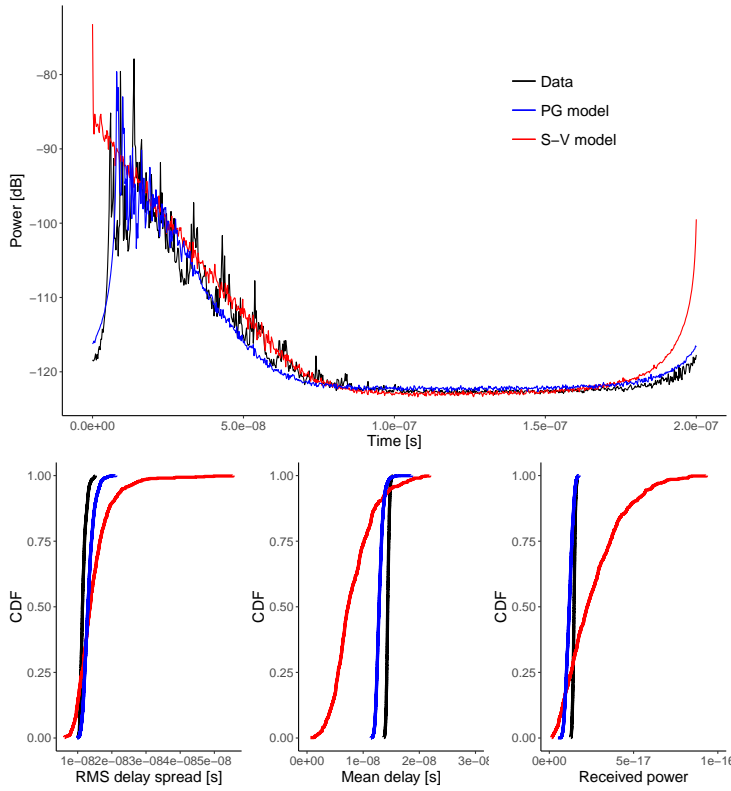 Power [dB]
−80
−90
−100
−110
−120
Data
PG model
S−V model
0.0e+00
5.0e−08
1.0e−07
1.5e−07
2.0e−07
Time [s]
CDF
1.00
0.75
0.50
0.25
0.00
1e−082e−083e−084e−085e−08
RMS delay spread [s]
CDF
1.00
0.75
0.50
0.25
0.00
0e+00
1e−08
2e−08
3e−08
Mean delay [s]
CDF
1.00
0.75
0.50
0.25
0.00
0e+00
5e−17
1e−16
Received power